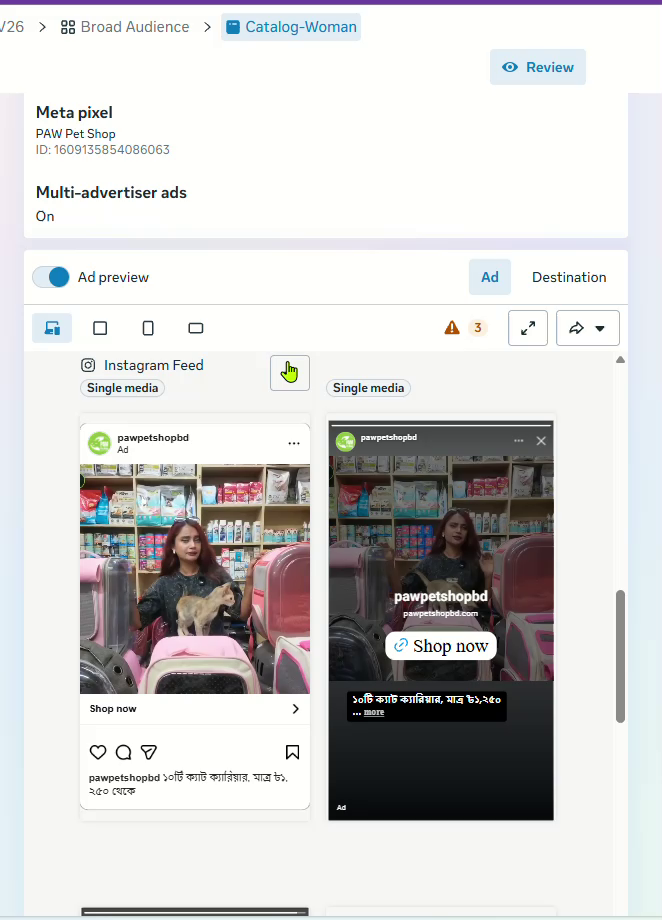 V26 > Broad Audience > Catalog-Woman
Review
Meta pixel
PAW Pet Shop
ID: 1609135854086063
Multi-advertiser ads
On
Ad preview
Ad
Destination
3
Instagram Feed
Single media
Single media
pawpetshopbd
Ad
Shop now
pawpetshopbd ১০টি ক্যাট ক্যারিয়ার, মাত্র ৳১,
২৫০ থেকে
pawpetshopbd
pawpetshopbd
pawpetshopbd.com
Shop now
১০টি ক্যাট ক্যারিয়ার, মাত্র ৳১,২৫০
... more
Ad